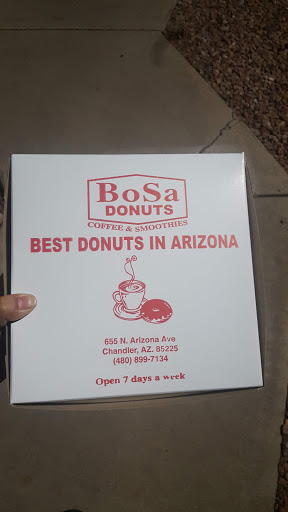 BoSa
DONUTS
COFFEE & SMOOTHIES
BEST DONUTS IN ARIZONA
655 N. Arizona Ave
Chandler, AZ. 85225
(480) 899-7134
Open 7 days a week